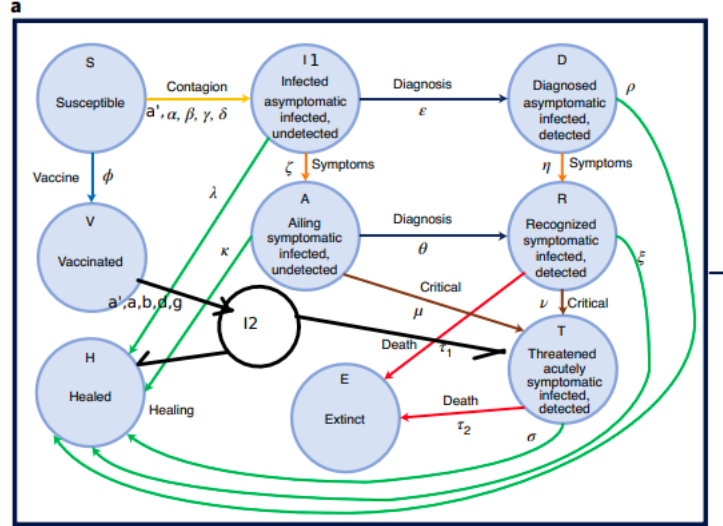 a
S
Susceptible
Contagion
a', α, β, γ, δ
I 1
Infected
asymptomatic
infected,
undetected
Diagnosis
ε
D
Diagnosed
asymptomatic
infected,
detected
ρ
Vaccine
ϕ
λ
ζ
Symptoms
η
Symptoms
V
Vaccinated
κ
A
Ailing
symptomatic
infected,
undetected
Diagnosis
θ
R
Recognized
symptomatic
infected,
detected
ξ
a',a,b,d,g
I2
Critical
μ
ν
Critical
H
Healed
Healing
Death
τ1
T
Threatened
acutely
symptomatic
infected,
detected
E
Extinct
Death
τ2
σ